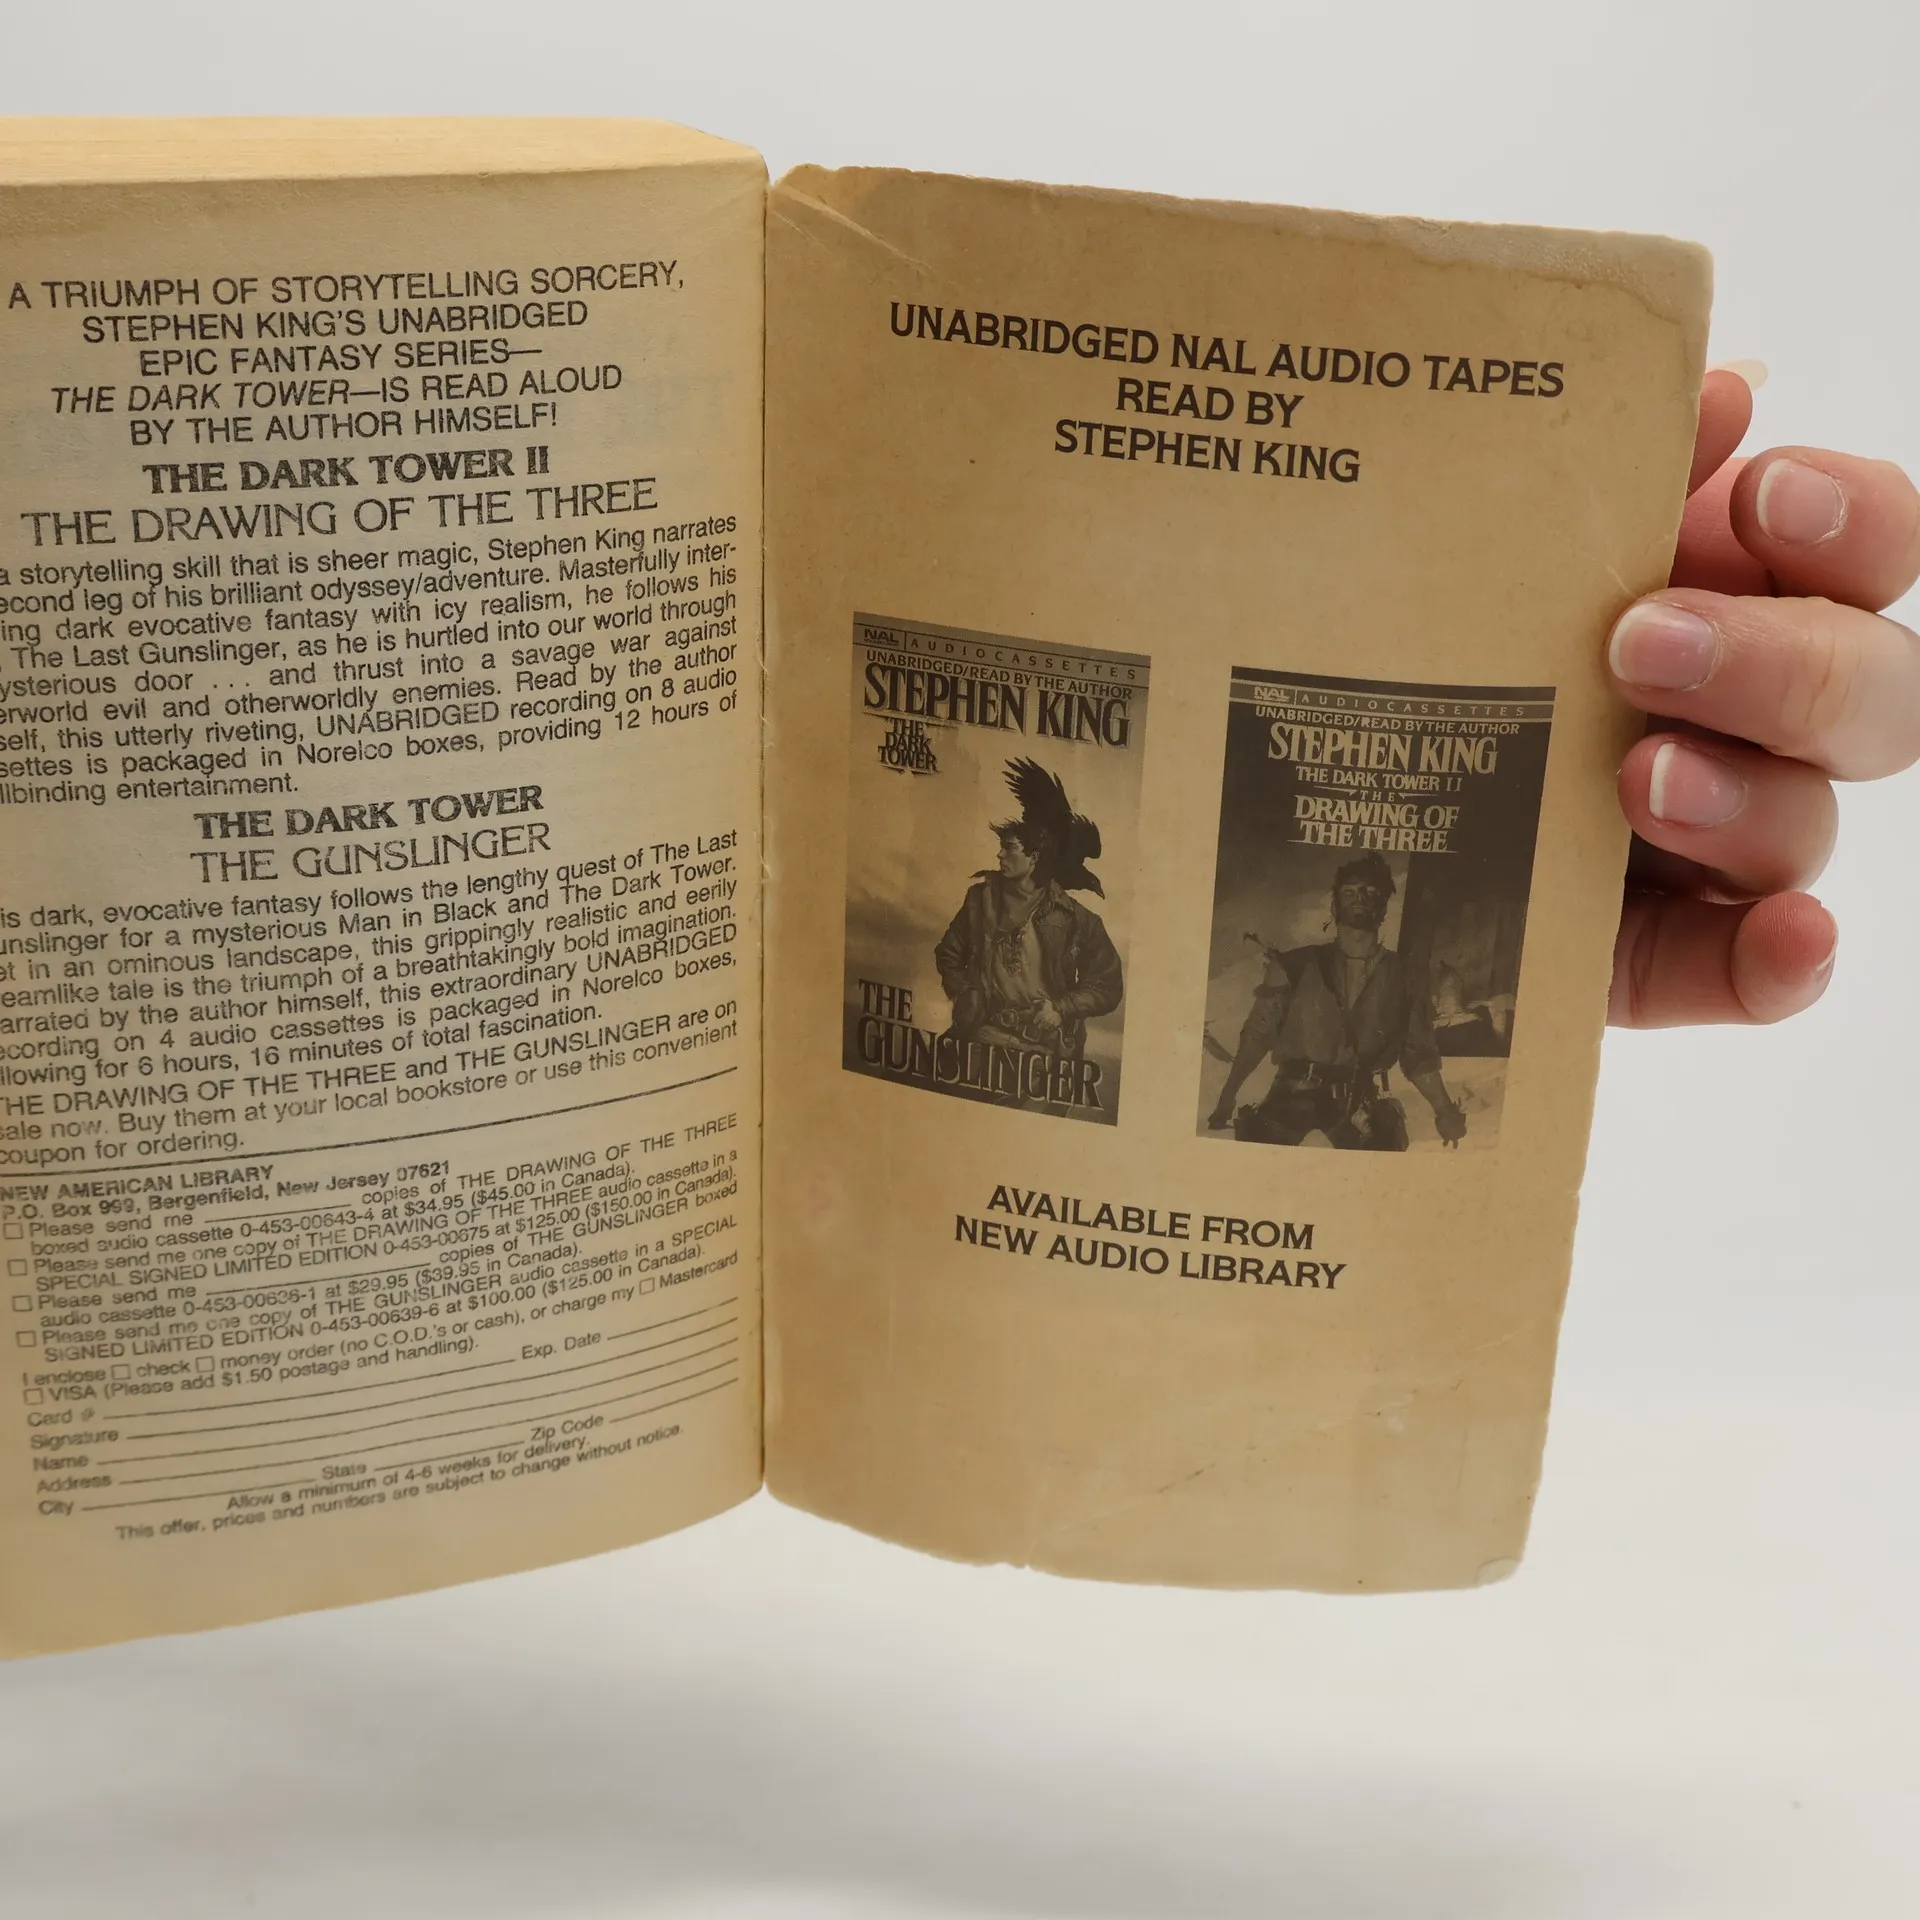 A TRIUMPH OF STORYTELLING SORCERY,
STEPHEN KING'S UNABRIDGED
EPIC FANTASY SERIES—
THE DARK TOWER—IS READ ALOUD
BY THE AUTHOR HIMSELF!
THE DARK TOWER II
THE DRAWING OF THE THREE
a storytelling skill that is sheer magic, Stephen King narrates
econd leg of his brilliant odyssey/adventure. Masterfully inter-
ing dark evocative fantasy with icy realism, he follows his
, The Last Gunslinger, as he is hurtled into our world through
ysterious door . . . and thrust into a savage war against
erworld evil and otherworldly enemies. Read by the author
self, this utterly riveting, UNABRIDGED recording on 8 audio
settes is packaged in Norelco boxes, providing 12 hours of
llbinding entertainment.
THE DARK TOWER
THE GUNSLINGER
is dark, evocative fantasy follows the lengthy quest of The Last
unslinger for a mysterious Man in Black and The Dark Tower.
et in an ominous landscape, this grippingly realistic and eerily
eamlike tale is the triumph of a breathtakingly bold imagination.
arrated by the author himself, this extraordinary UNABRIDGED
ecording on 4 audio cassettes is packaged in Norelco boxes,
llowing for 6 hours, 16 minutes of total fascination.
THE DRAWING OF THE THREE and THE GUNSLINGER are on
sale now. Buy them at your local bookstore or use this convenient
coupon for ordering.
NEW AMERICAN LIBRARY
P.O. Box 999, Bergenfield, New Jersey 07621
Please send me copies of THE DRAWING OF THE THREE
boxed audio cassette 0-453-00643-4 at $34.95 ($45.00 in Canada).
Please send me one copy of THE DRAWING OF THE THREE audio cassette in a
SPECIAL SIGNED LIMITED EDITION 0-453-00675 at $125.00 ($150.00 in Canada).
Please send me copies of THE GUNSLINGER boxed
audio cassette 0-453-00636-1 at $29.95 ($39.95 in Canada).
Please send me one copy of THE GUNSLINGER audio cassette in a SPECIAL
SIGNED LIMITED EDITION 0-453-00639-6 at $100.00 ($125.00 in Canada).
I enclose check money order (no C.O.D.'s or cash), or charge my Mastercard
VISA (Please add $1.50 postage and handling).
Card # Exp. Date
Signature
Name
Address Zip Code
City State
Allow a minimum of 4-6 weeks for delivery.
This offer, prices and numbers are subject to change without notice.
UNABRIDGED NAL AUDIO TAPES
READ BY
STEPHEN KING
NAL AUDIOCASSETTES
UNABRIDGED/READ BY THE AUTHOR
STEPHEN KING
THE
DARK
TOWER
THE
GUNSLINGER
NAL AUDIOCASSETTES
UNABRIDGED/READ BY THE AUTHOR
STEPHEN KING
THE DARK TOWER II
THE
DRAWING OF
THE THREE
AVAILABLE FROM
NEW AUDIO LIBRARY